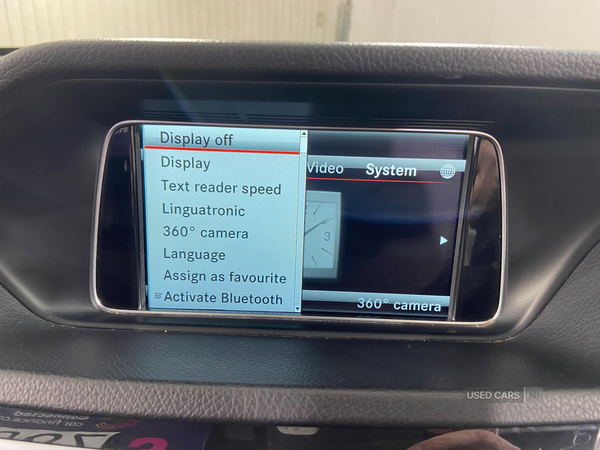 Display off
Display
Text reader speed
Linguatronic
360° camera
Language
Assign as favourite
Activate Bluetooth
Video System
3
360° camera
USED CARS NI